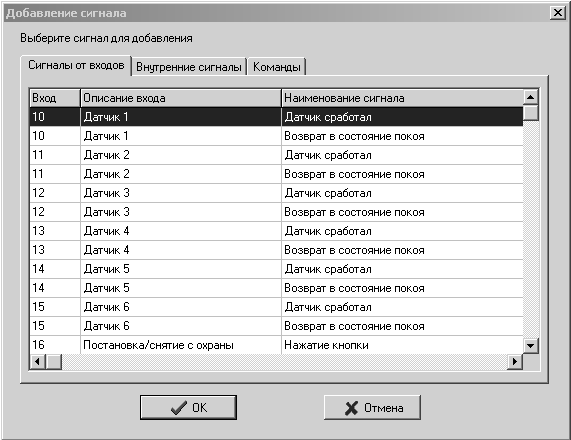 Добавление сигнала
Выберите сигнал для добавления
Сигналы от входов Внутренние сигналы Команды
Вход Описание входа Наименование сигнала
10 Датчик 1 Датчик сработал
10 Датчик 1 Возврат в состояние покоя
11 Датчик 2 Датчик сработал
11 Датчик 2 Возврат в состояние покоя
12 Датчик 3 Датчик сработал
12 Датчик 3 Возврат в состояние покоя
13 Датчик 4 Датчик сработал
13 Датчик 4 Возврат в состояние покоя
14 Датчик 5 Датчик сработал
14 Датчик 5 Возврат в состояние покоя
15 Датчик 6 Датчик сработал
15 Датчик 6 Возврат в состояние покоя
16 Постановка/снятие с охраны Нажатие кнопки
OK Отмена